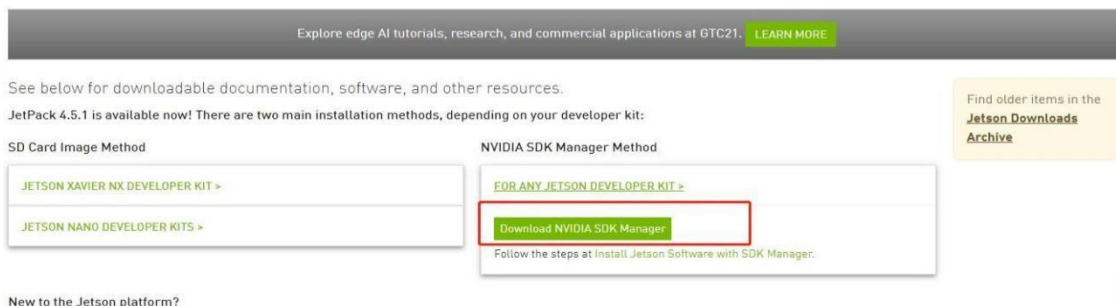 Explore edge AI tutorials, research, and commercial applications at GTC21. LEARN MORE
See below for downloadable documentation, software, and other resources.
JetPack 4.5.1 is available now! There are two main installation methods, depending on your developer kit:
SD Card Image Method
JETSON XAVIER NX DEVELOPER KIT >
JETSON NANO DEVELOPER KITS >
NVIDIA SDK Manager Method
FOR ANY JETSON DEVELOPER KIT >
Download NVIDIA SDK Manager
Follow the steps at Install Jetson Software with SDK Manager.
Find older items in the
Jetson Downloads
Archive
New to the Jetson platform?